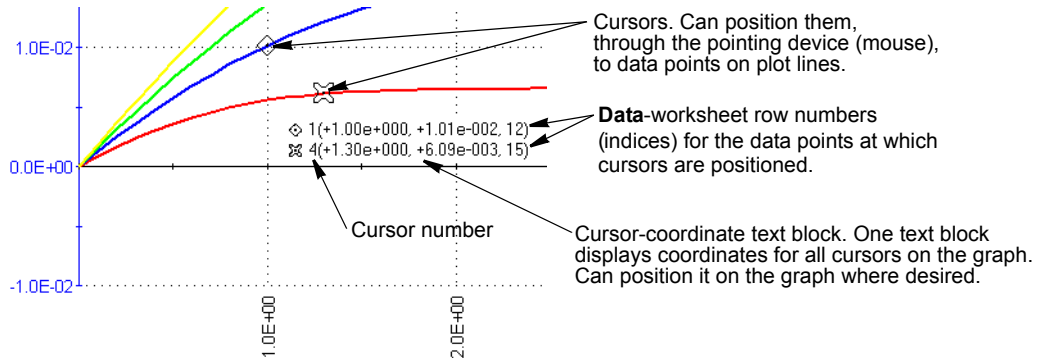 1.0E-02
0.0E+00
-1.0E-02
1.0E+00
2.0E+00
1(+1.00e+000, +1.01e-002, 12)
4(+1.30e+000, +6.09e-003, 15)
Cursor number
Cursors. Can position them,
through the pointing device (mouse),
to data points on plot lines.
Data-worksheet row numbers
(indices) for the data points at which
cursors are positioned.
Cursor-coordinate text block. One text block
displays coordinates for all cursors on the graph.
Can position it on the graph where desired.